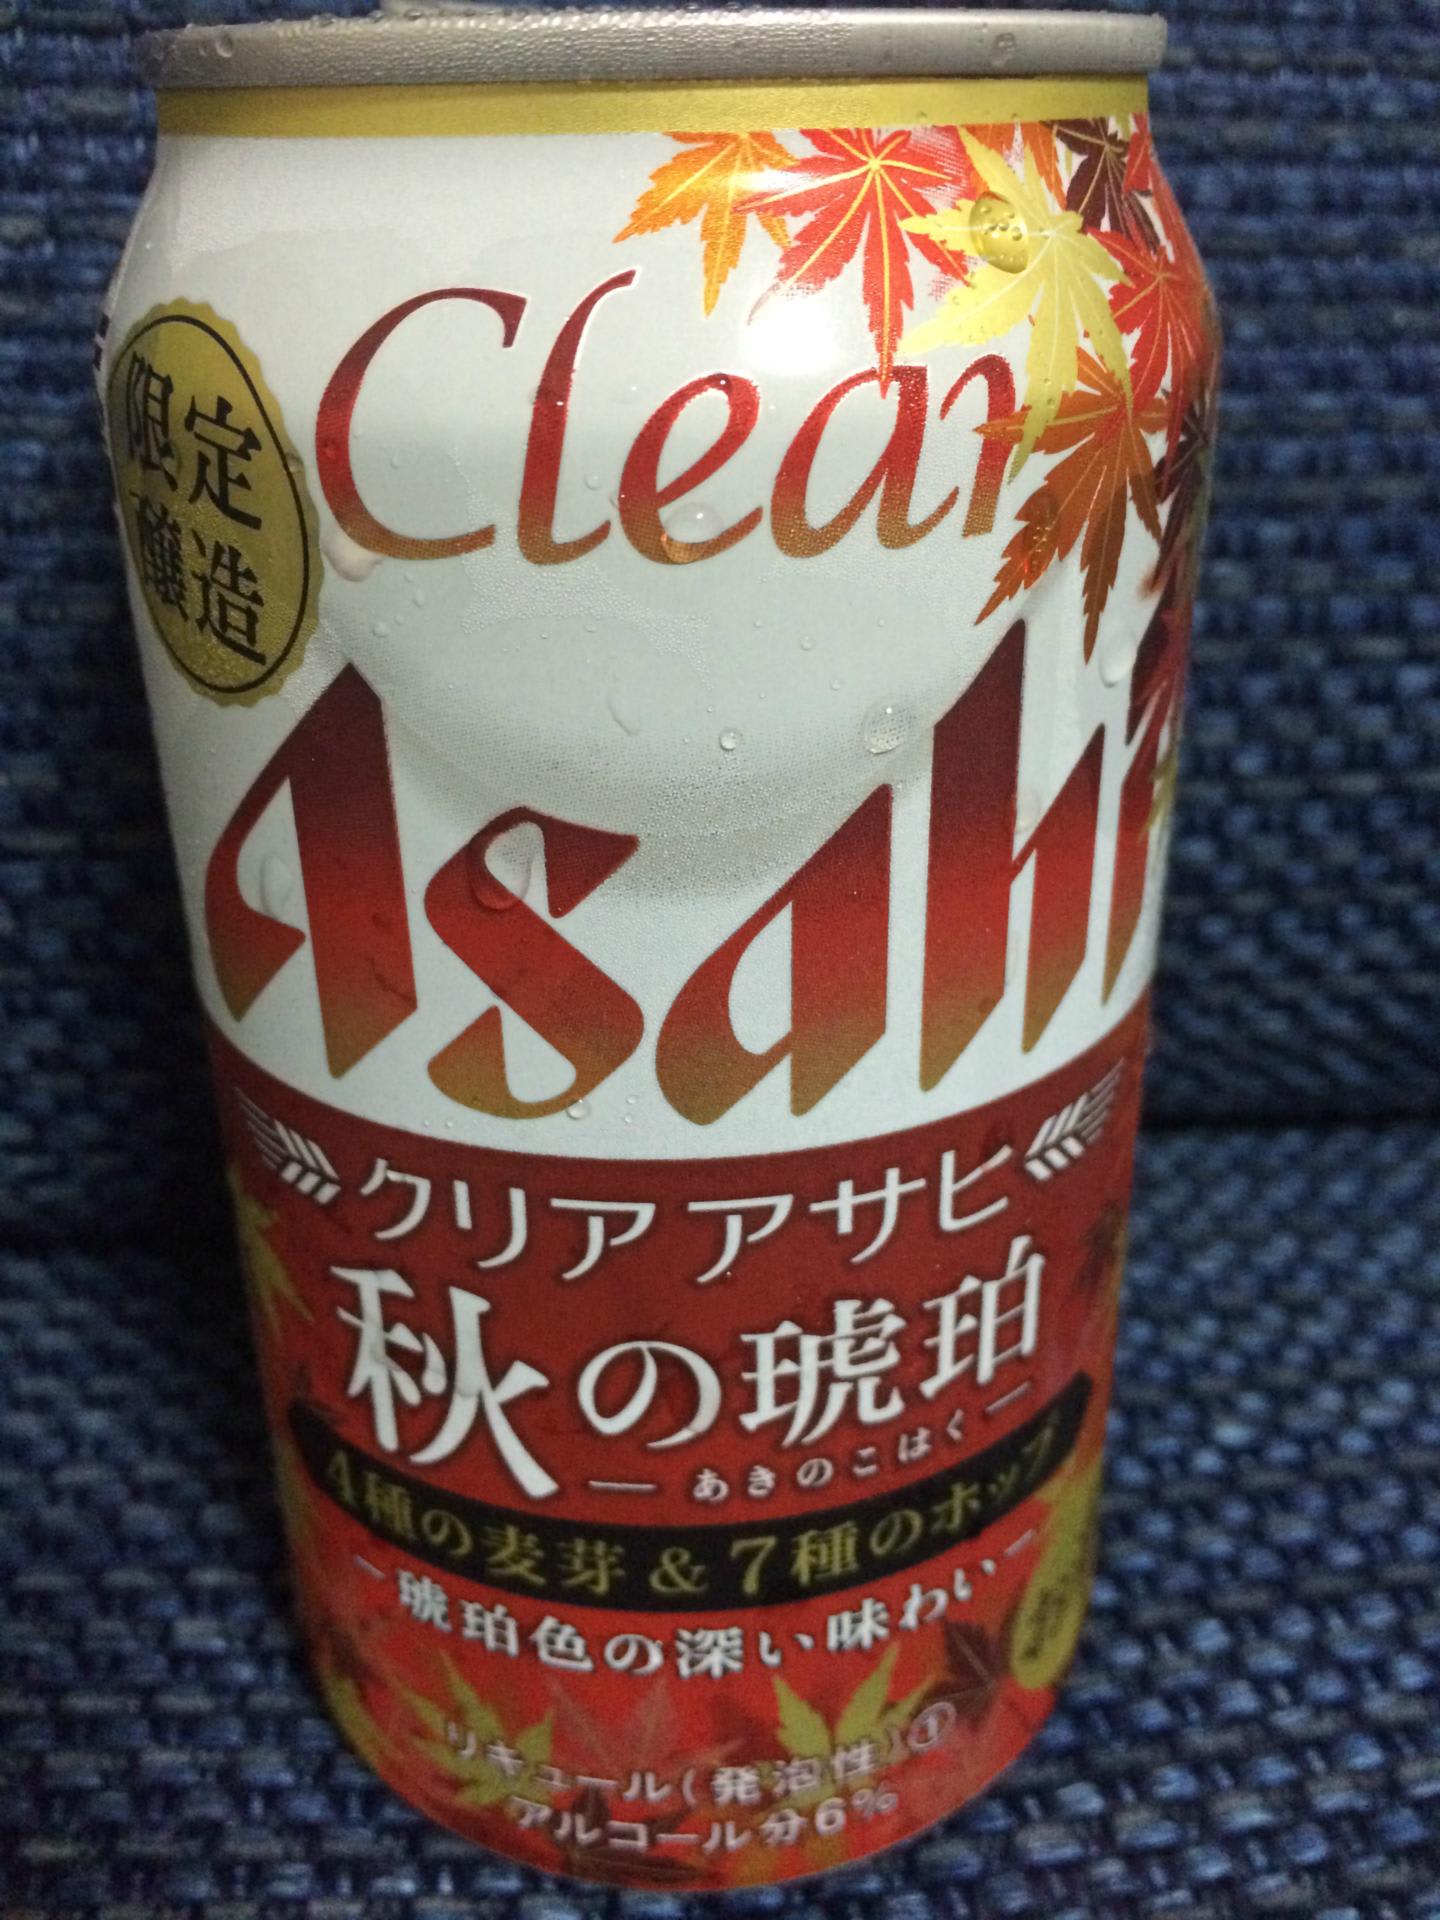 限定
醸造
Clear
Asahi
クリアアサヒ
秋の琥珀
あきのこはく
4種の麦芽&7種のホップ
琥珀色の深い味わい
リキュール(発泡性)①
アルコール分6%